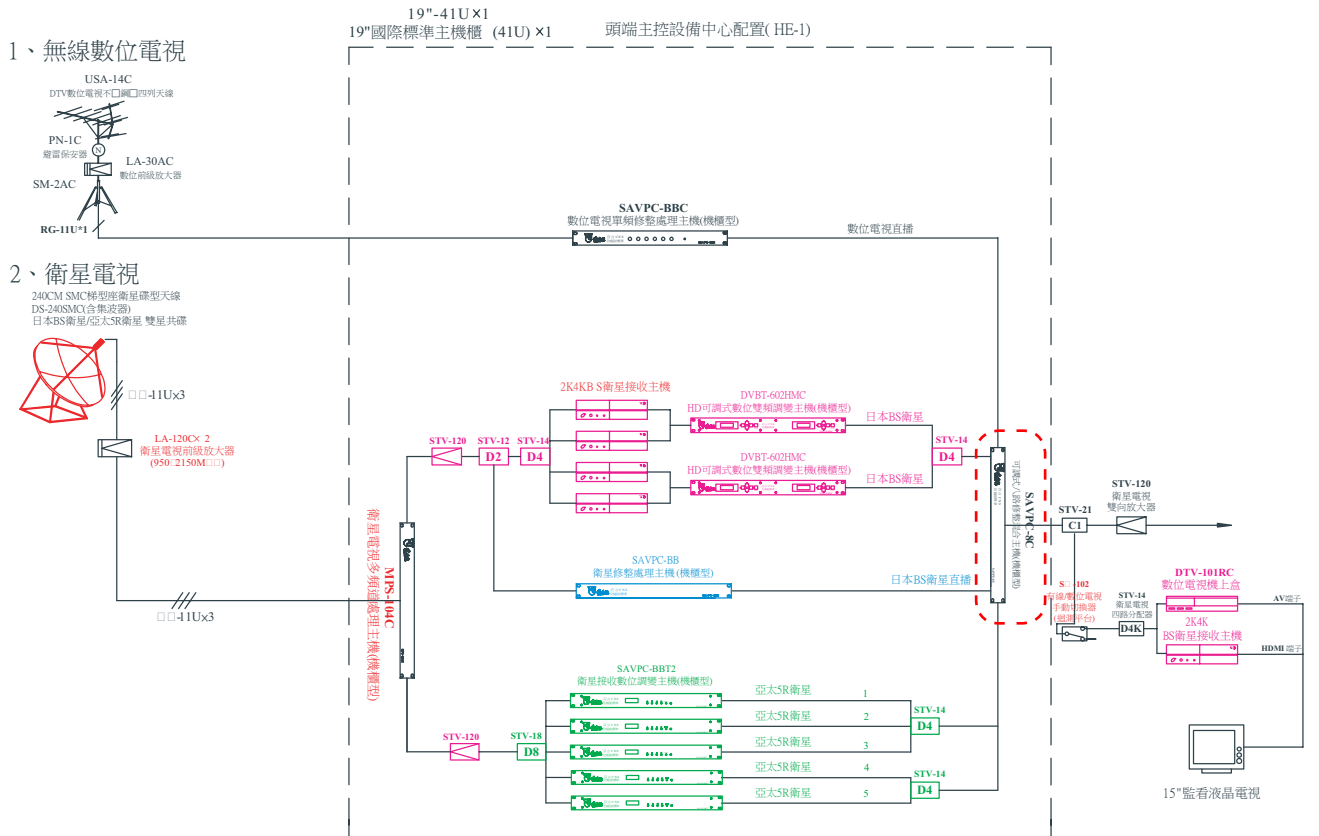 19"-41U×1
19"國際標準主機櫃 (41U) ×1
頭端主控設備中心配置( HE-1)
1、無線數位電視
USA-14C
DTV數位電視不□鋼□四列天線
PN-1C
避雷保安器
LA-30AC
數位前級放大器
SM-2AC
RG-11U*1
SAVPC-BBC
數位電視單頻修整處理主機(機櫃型)
數位電視直播
2、衛星電視
240CM SMC梯型座衛星碟型天線
DS-240SMC(含集波器)
日本BS衛星/亞太5R衛星 雙星共碟
□□-11Ux3
LA-120C× 2
衛星電視前級放大器
(950□2150M□□)
□□-11Ux3
衛星電視多頻道處理主機(機櫃型)
MPS-104C
STV-120
STV-12
D2
STV-14
D4
2K4KB S衛星接收主機
DVBT-602HMC
HD可調式數位雙頻調變主機(機櫃型)
日本BS衛星
DVBT-602HMC
HD可調式數位雙頻調變主機(機櫃型)
日本BS衛星
STV-14
D4
SAVPC-BB
衛星修整處理主機(機櫃型)
日本BS衛星直播
SAVPC-8C
可調式八路修整混合主機(機櫃型)
STV-21
C1
STV-120
衛星電視
雙向放大器
S□-102
有線/數位電視
手動切換器
STV-14
衛星電視
四路分配器
D4K
DTV-101RC
數位電視機上盒
2K4K
BS衛星接收主機
AV端子
HDMI 端子
15"監看液晶電視
STV-120
STV-18
D8
SAVPC-BBT2
衛星接收數位調變主機(機櫃型)
亞太5R衛星 1
亞太5R衛星 2
亞太5R衛星 3
亞太5R衛星 4
亞太5R衛星 5
STV-14
D4
STV-14
D4
N